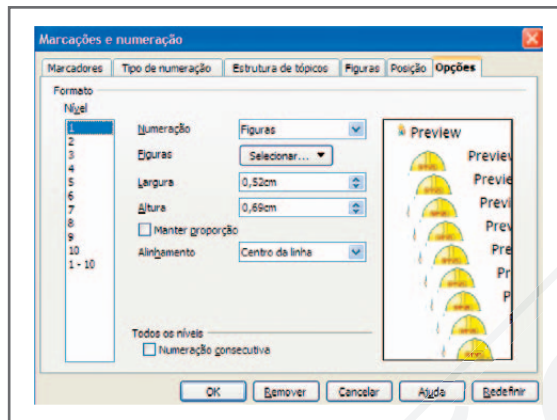 Marcações e numeração
Marcadores Tipo de numeração Estrutura de tópicos Figuras Posição Opções
Formato
Nível
1
2
3
4
5
6
7
8
9
10
1 - 10
Numeração Figuras
Figuras Selecionar...
Largura 0,52cm
Altura 0,69cm
Manter proporção
Alinhamento Centro da linha
Todos os níveis
Numeração consecutiva
Preview
Preview
Previe
Previ
Prev
Prev
Pre
Pr
P
OK Remover Cancelar Ajuda Redefinir